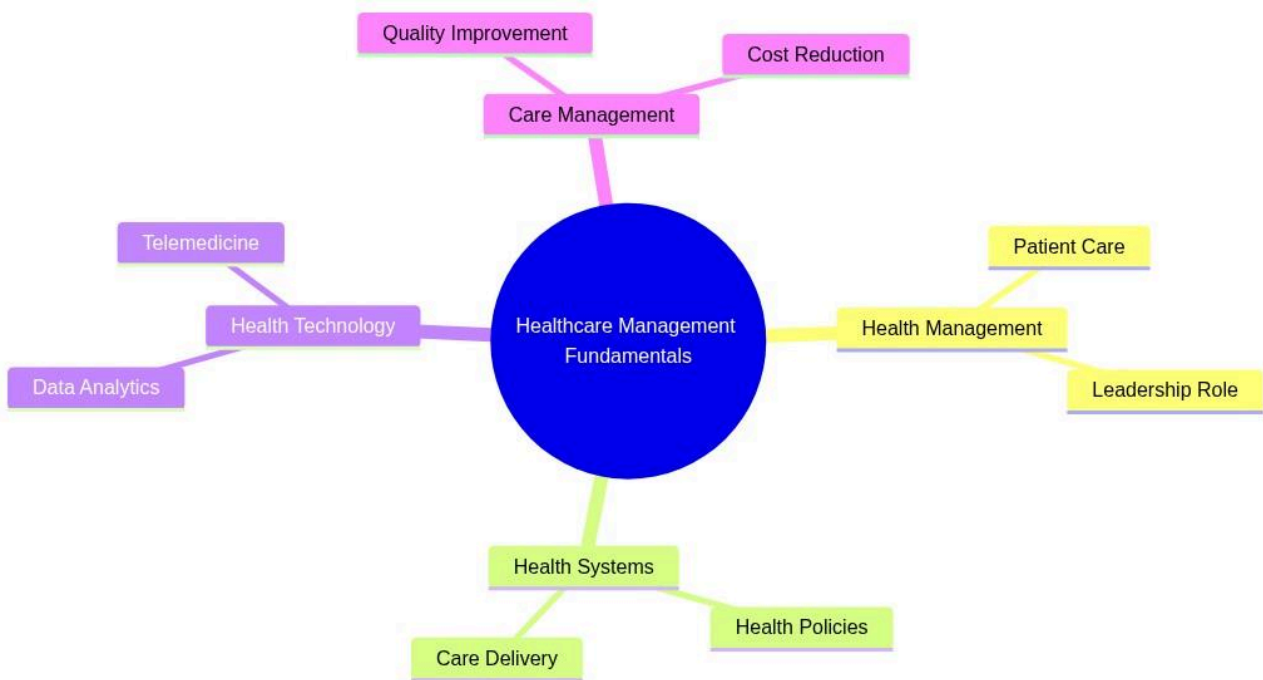 Quality Improvement
Cost Reduction
Care Management
Telemedicine
Health Technology
Data Analytics
Healthcare Management
Fundamentals
Patient Care
Health Management
Leadership Role
Health Systems
Health Policies
Care Delivery